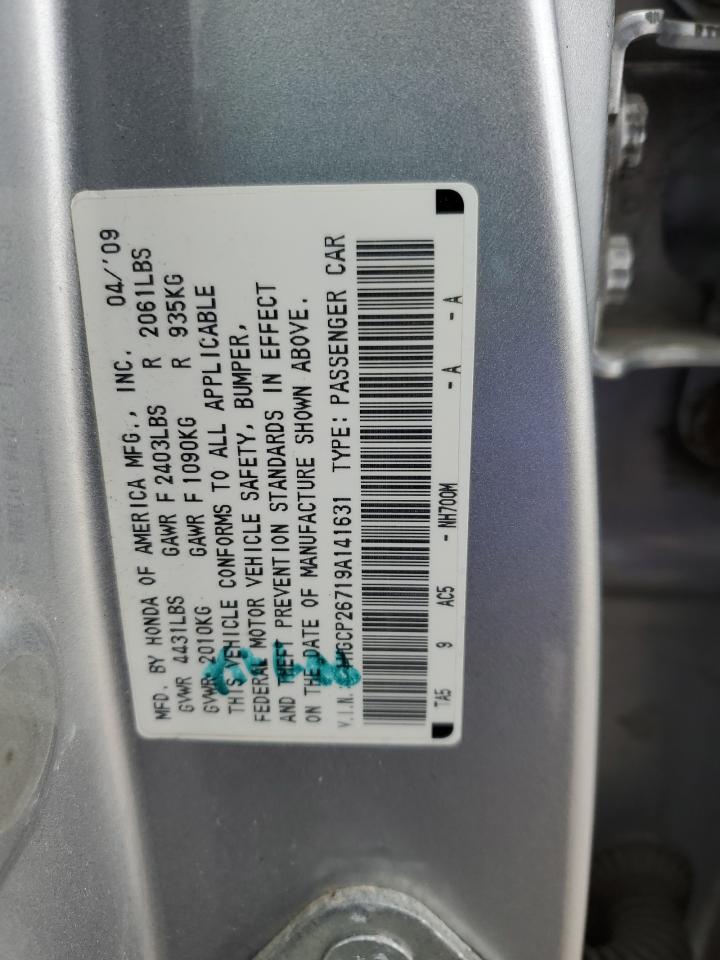 MFD. BY HONDA OF AMERICA MFG., INC. 04/'09
GVWR 4431LBS GAWR F 2403LBS R 2061LBS
GVWR 2010KG GAWR F 1090KG R 935KG
THIS VEHICLE CONFORMS TO ALL APPLICABLE
FEDERAL MOTOR VEHICLE SAFETY, BUMPER,
AND THEFT PREVENTION STANDARDS IN EFFECT
ON THE DATE OF MANUFACTURE SHOWN ABOVE.
V.I.N. TYPE: PASSENGER CAR
TA5 9 AC5 - NH700M - A - A